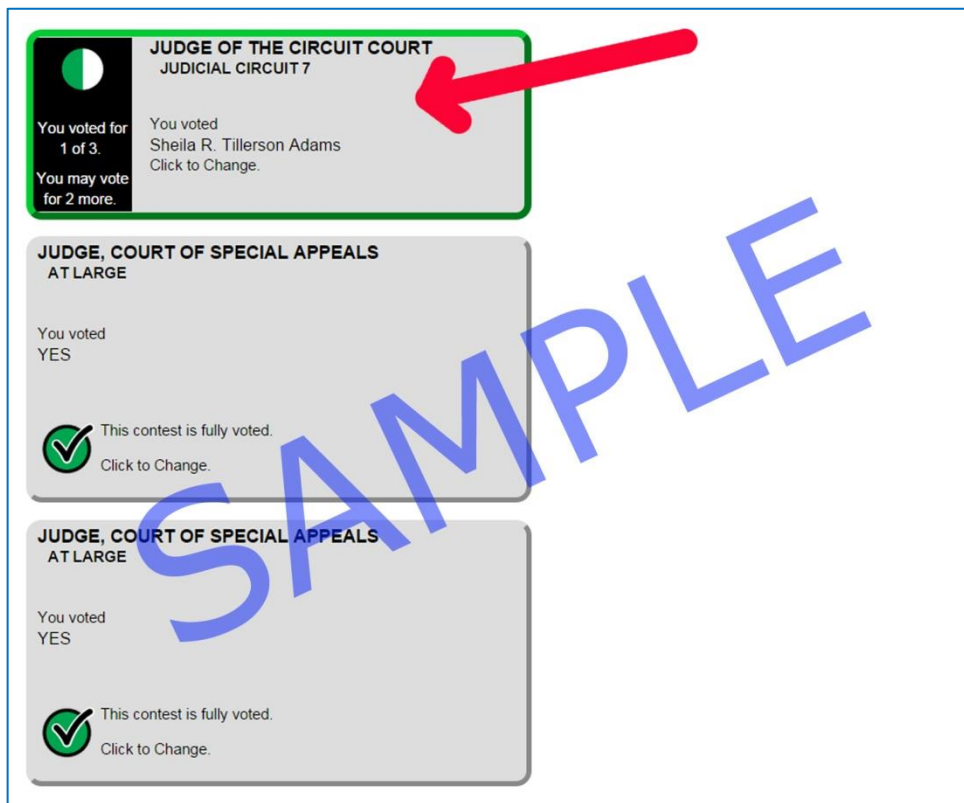 JUDGE OF THE CIRCUIT COURT
JUDICIAL CIRCUIT 7
You voted for
1 of 3.
You may vote
for 2 more.
You voted
Sheila R. Tillerson Adams
Click to Change.
JUDGE, COURT OF SPECIAL APPEALS
AT LARGE
You voted
YES
This contest is fully voted.
Click to Change.
JUDGE, COURT OF SPECIAL APPEALS
AT LARGE
You voted
YES
This contest is fully voted.
Click to Change.
SAMPLE